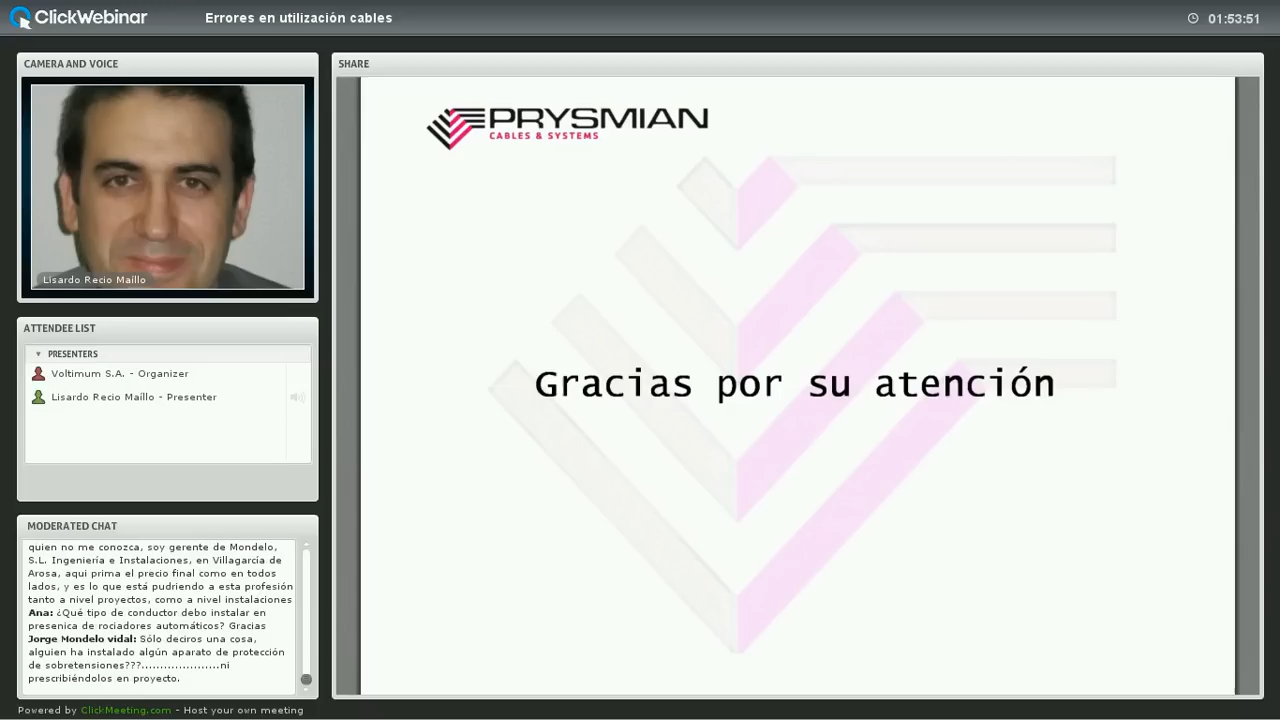 ClickWebinar
Errores en utilización cables
01:53:51
CAMERA AND VOICE
Lisardo Recio Maíllo
ATTENDEE LIST
PRESENTERS
Voltimum S.A. - Organizer
Lisardo Recio Maíllo - Presenter
MODERATED CHAT
quien no me conozca, soy gerente de Mondelo,
S.L. Ingeniería e Instalaciones, en Villagarcía de
Arosa, aqui prima el precio final como en todos
lados, y es lo que está pudriendo a esta profesión
tanto a nivel proyectos, como a nivel instalaciones
Ana: ¿Qué tipo de conductor debo instalar en
presenica de rociadores automáticos? Gracias
Jorge Mondelo vidal: Sólo deciros una cosa,
alguien ha instalado algún aparato de protección
de sobretensiones???.....................ni
prescribiéndolos en proyecto.
SHARE
PRYSMIAN
CABLES & SYSTEMS
Gracias por su atención
Powered by ClickMeeting.com - Host your own meeting